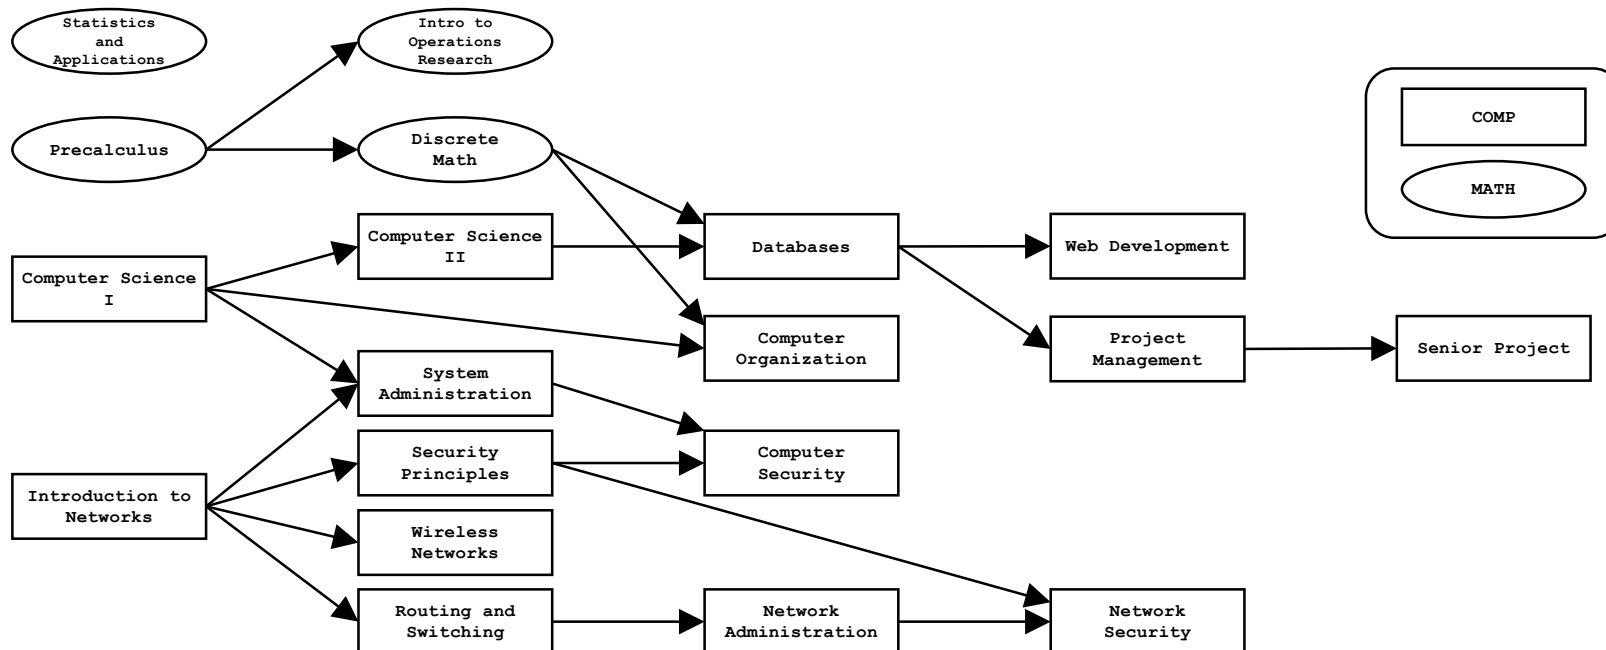 Statistics
and
Applications
Intro to
Operations
Research
COMP
Precalculus
Discrete
Math
MATH
Computer Science
II
Databases
Web Development
Computer Science
I
Computer
Organization
Project
Management
Senior Project
System
Administration
Security
Principles
Computer
Security
Introduction to
Networks
Wireless
Networks
Routing and
Switching
Network
Administration
Network
Security